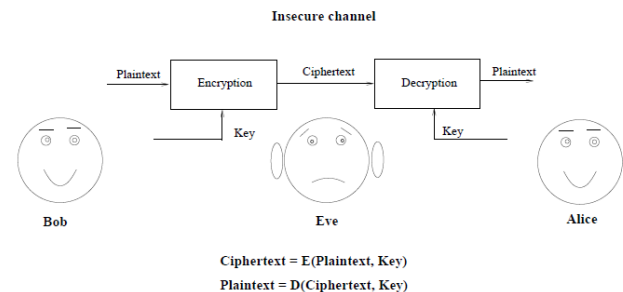 Insecure channel
Plaintext
Encryption
Ciphertext
Decryption
Plaintext
Key
Key
Bob
Eve
Alice
Ciphertext = E(Plaintext, Key)
Plaintext = D(Ciphertext, Key)